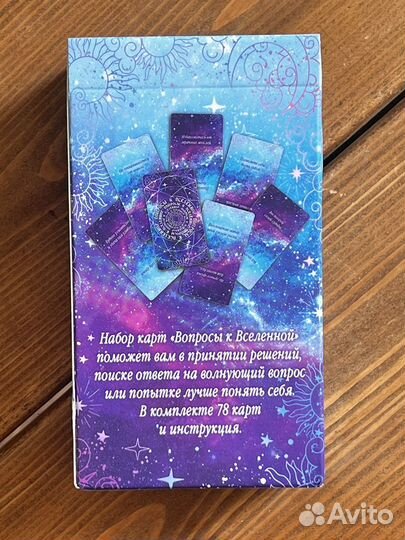 Набор карт «Вопросы к Вселенной»
поможет вам в принятии решений,
поиске ответа на волнующий вопрос
или попытке лучше понять себя.
В комплекте 78 карт
и инструкция.
Avito